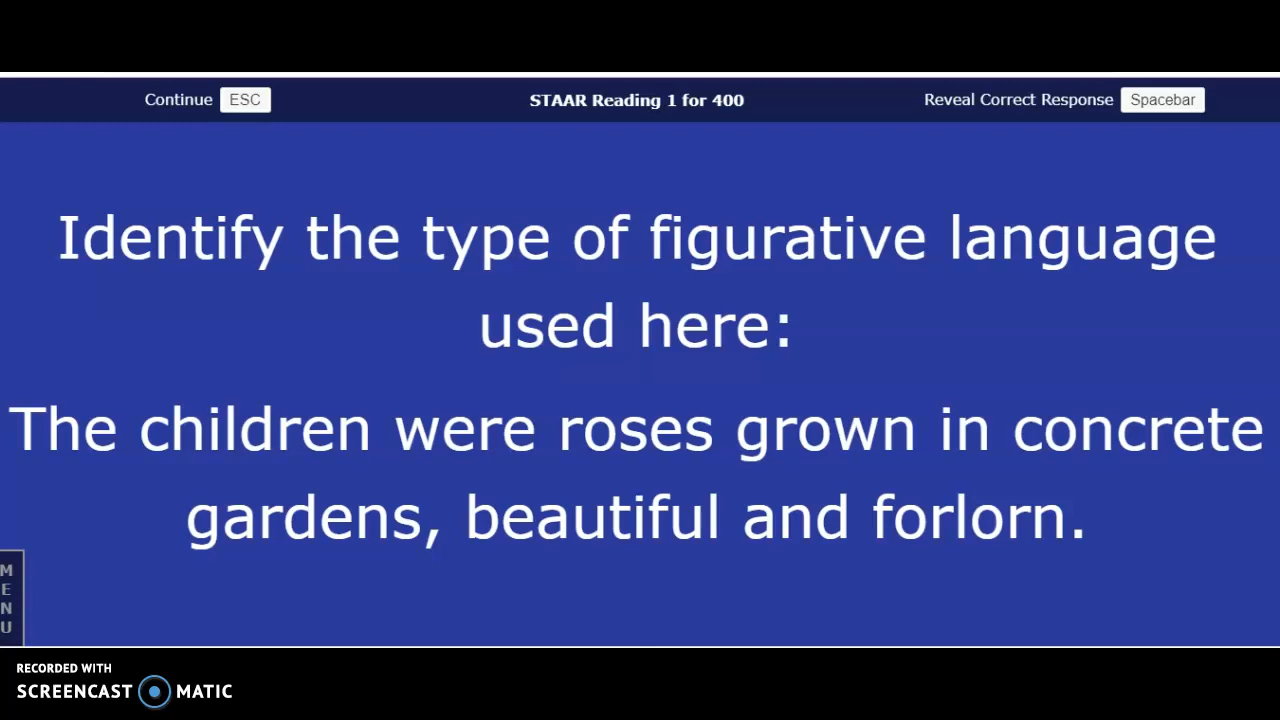 Continue ESC STAAR Reading 1 for 400 Reveal Correct Response Spacebar
Identify the type of figurative language
used here:
The children were roses grown in concrete
gardens, beautiful and forlorn.
M
E
N
U
RECORDED WITH
SCREENCAST MATIC